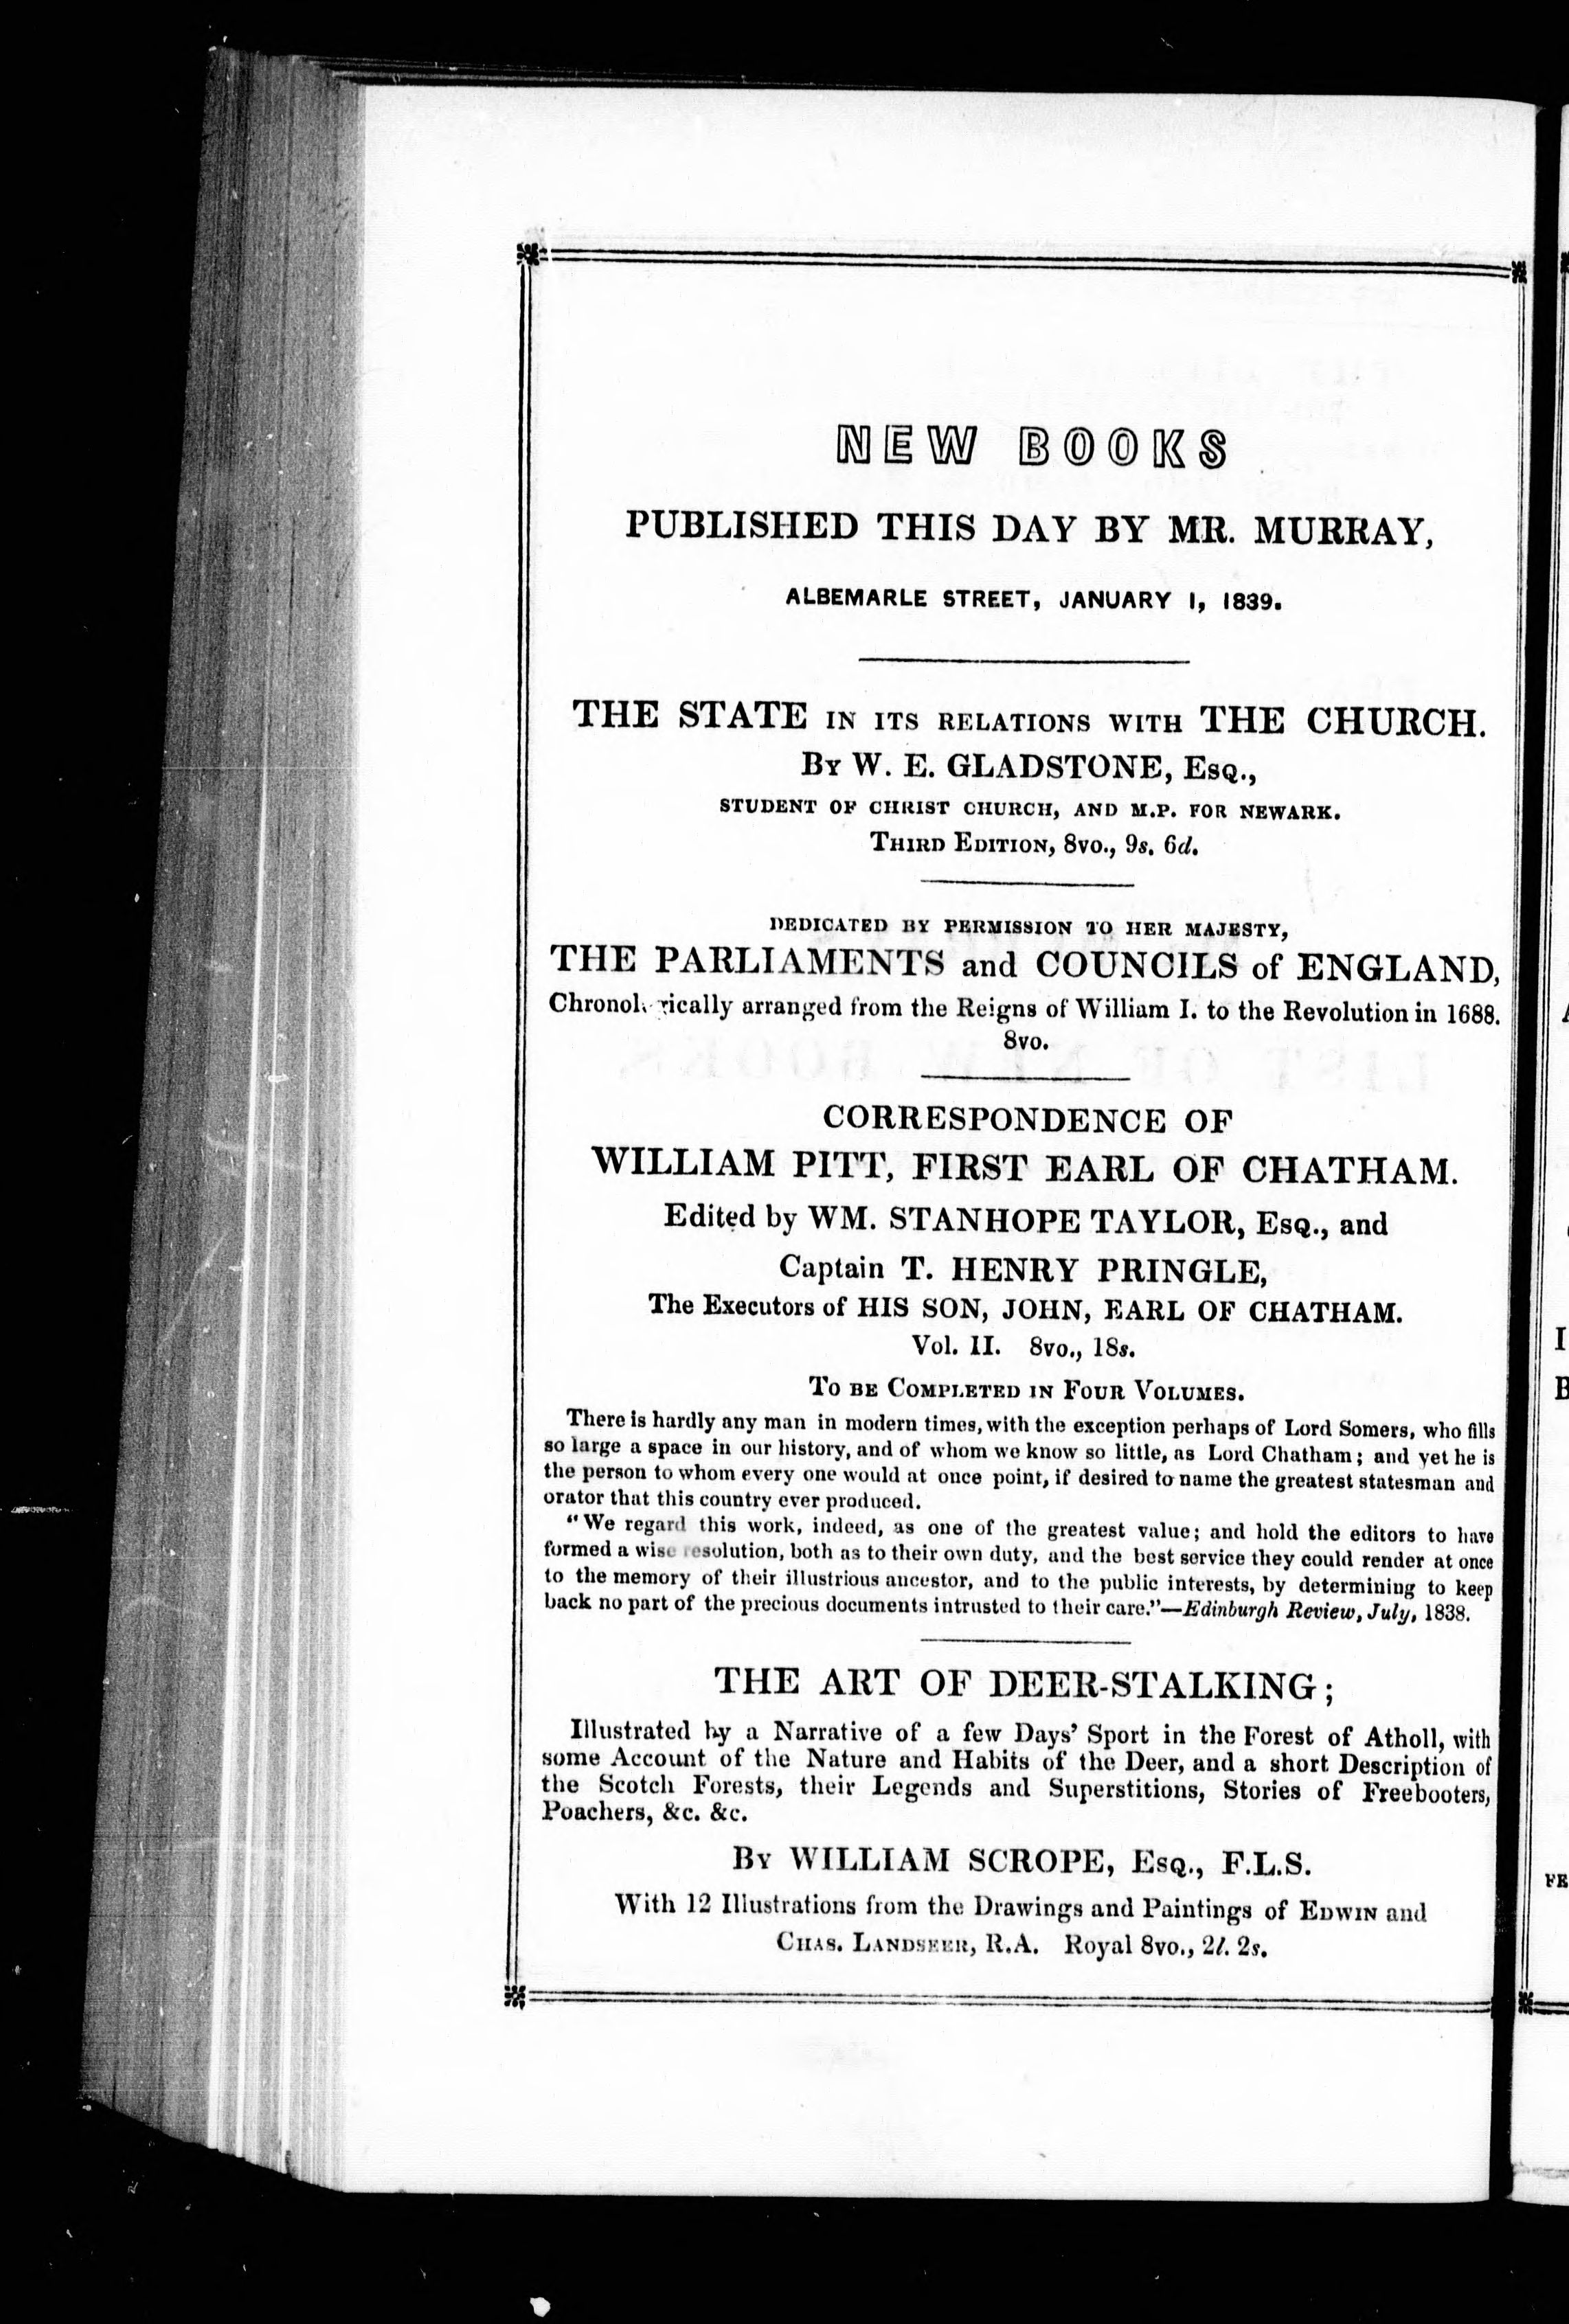 NEW BOOKS
PUBLISHED THIS DAY BY MR. MURRAY,
ALBEMARLE STREET, JANUARY 1, 1839.
THE STATE IN ITS RELATIONS WITH THE CHURCH.
BY W. E. GLADSTONE, ESQ.,
STUDENT OF CHRIST CHURCH, AND M.P. FOR NEWARK.
THIRD EDITION, 8VO., 9s. 6d.
DEDICATED BY PERMISSION TO HER MAJESTY,
THE PARLIAMENTS and COUNCILS of ENGLAND,
Chronologically arranged from the Reigns of William I. to the Revolution in 1688.
8vo.
CORRESPONDENCE OF
WILLIAM PITT, FIRST EARL OF CHATHAM.
Edited by WM. STANHOPE TAYLOR, ESQ., and
Captain T. HENRY PRINGLE,
The Executors of HIS SON, JOHN, EARL OF CHATHAM.
Vol. II. 8vo., 18s.
TO BE COMPLETED IN FOUR VOLUMES.
There is hardly any man in modern times, with the exception perhaps of Lord Somers, who fills
so large a space in our history, and of whom we know so little, as Lord Chatham; and yet he is
the person to whom every one would at once point, if desired to name the greatest statesman and
orator that this country ever produced.
"We regard this work, indeed, as one of the greatest value; and hold the editors to have
formed a wise resolution, both as to their own duty, and the best service they could render at once
to the memory of their illustrious ancestor, and to the public interests, by determining to keep
back no part of the precious documents intrusted to their care."—Edinburgh Review, July, 1838.
THE ART OF DEER-STALKING;
Illustrated by a Narrative of a few Days' Sport in the Forest of Atholl, with
some Account of the Nature and Habits of the Deer, and a short Description of
the Scotch Forests, their Legends and Superstitions, Stories of Freebooters,
Poachers, &c. &c.
BY WILLIAM SCROPE, ESQ., F.L.S.
With 12 Illustrations from the Drawings and Paintings of EDWIN and
CHAS. LANDSEER, R.A. Royal 8vo., 2l. 2s.